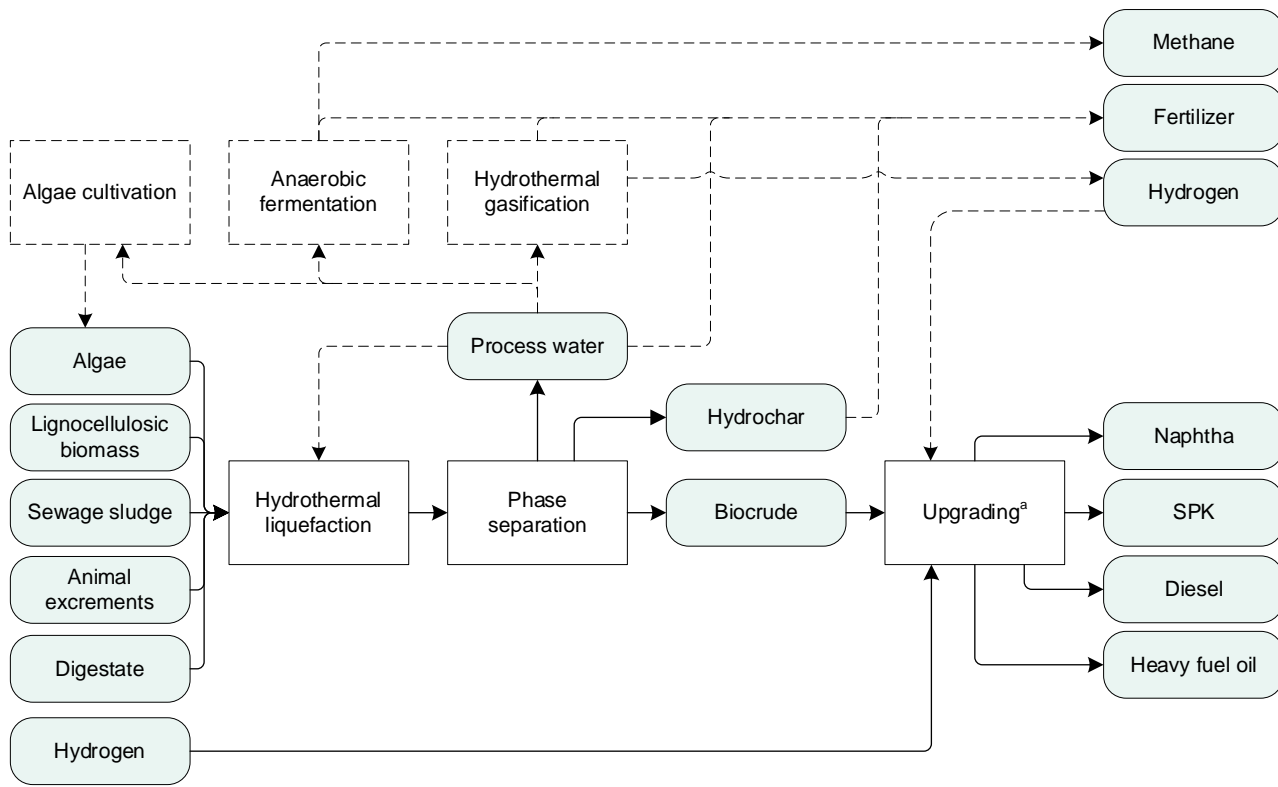 Methane
Fertilizer
Algae cultivation
Anaerobic
fermentation
Hydrothermal
gasification
Hydrogen
Algae
Process water
Lignocellulosic
biomass
Hydrochar
Naphtha
Sewage sludge
Hydrothermal
liquefaction
Phase
separation
Biocrude
Upgradingᵃ
SPK
Animal
excrements
Diesel
Digestate
Heavy fuel oil
Hydrogen